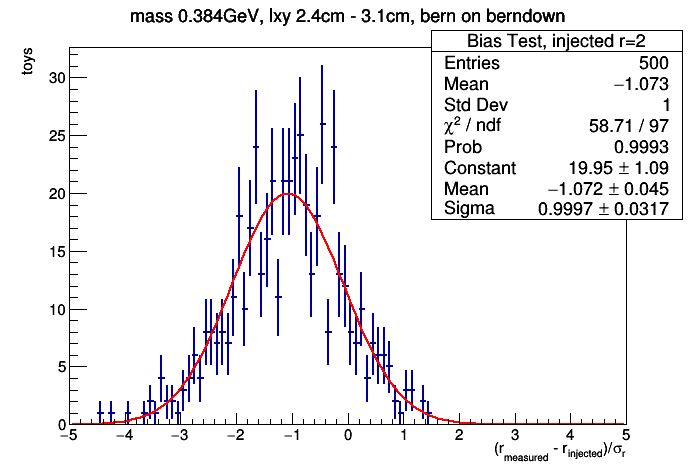 mass 0.384GeV, lxy 2.4cm - 3.1cm, bern on berndown
Bias Test, injected r=2
Entries 500
Mean −1.073
Std Dev 1
χ² / ndf 58.71 / 97
Prob 0.9993
Constant 19.95 ± 1.09
Mean −1.072 ± 0.045
Sigma 0.9997 ± 0.0317
toys
30
25
20
15
10
5
0
−5 −4 −3 −2 −1 0 1 2 3 4 5
(r_measured - r_injected)/σ_r